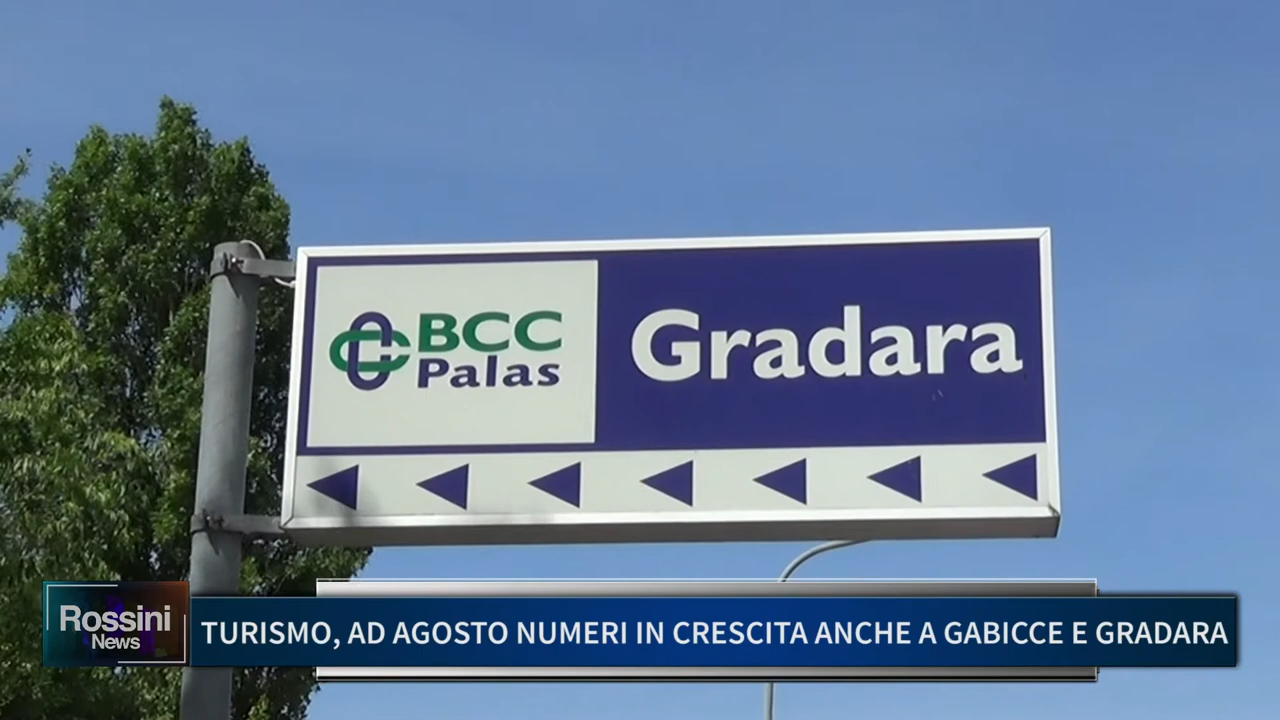 BCC
Palas
Gradara
Rossini
News
TURISMO, AD AGOSTO NUMERI IN CRESCITA ANCHE A GABICCE E GRADARA